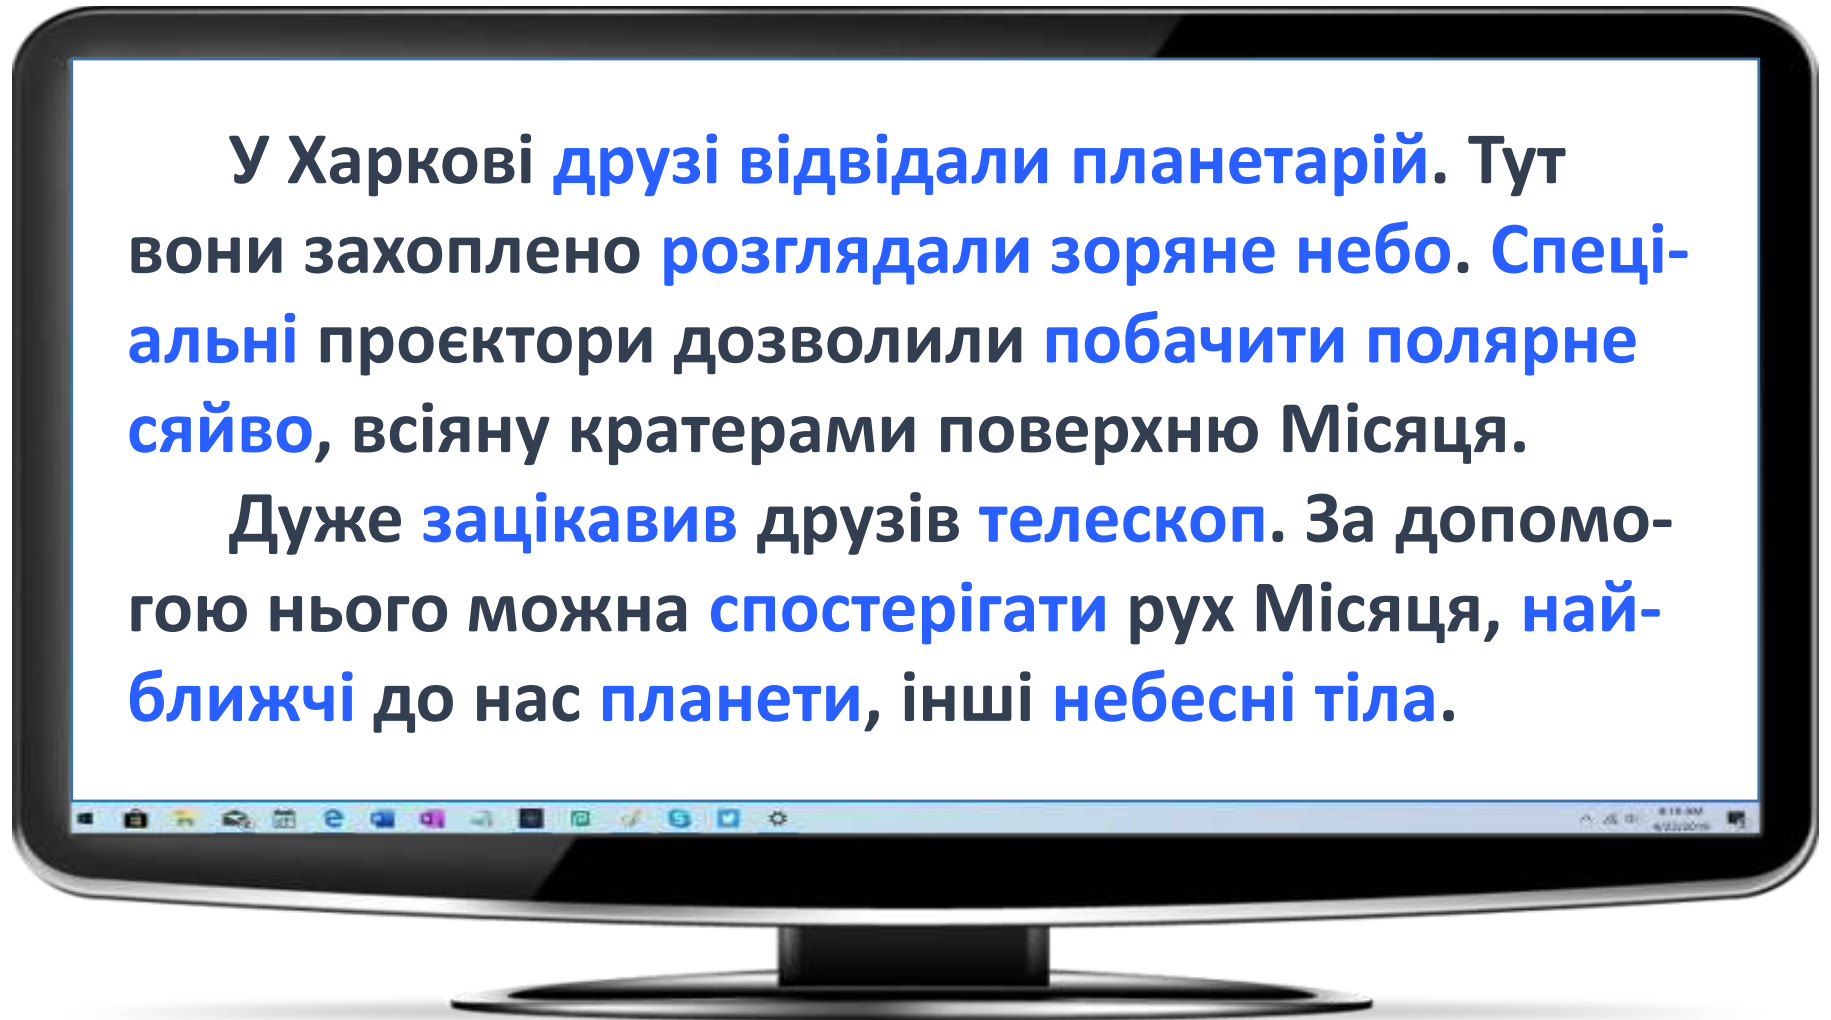 У Харкові друзі відвідали планетарій. Тут
вони захоплено розглядали зоряне небо. Спеці-
альні проєктори дозволили побачити полярне
сяйво, всіяну кратерами поверхню Місяця.
Дуже зацікавив друзів телескоп. За допомо-
гою нього можна спостерігати рух Місяця, най-
ближчі до нас планети, інші небесні тіла.